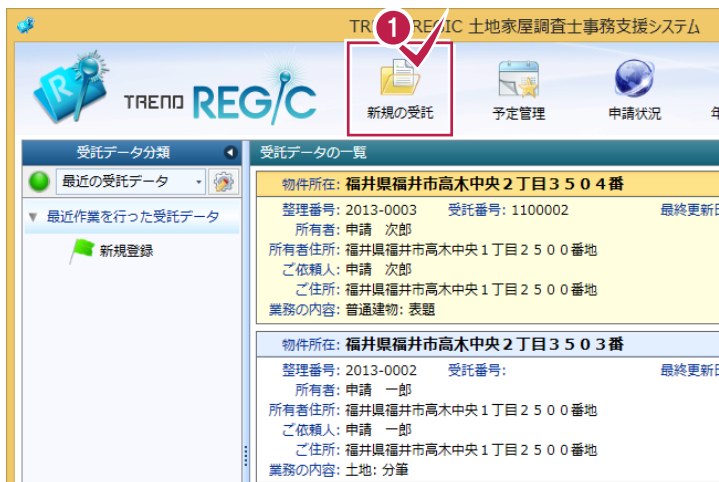 TREND REGIC 土地家屋調査士事務支援システム
1
TREND REGIC
新規の受託
予定管理
申請状況
年
受託データ分類
受託データの一覧
最近の受託データ
最近作業を行った受託データ
新規登録
物件所在: 福井県福井市高木中央2丁目3504番
整理番号: 2013-0003 受託番号: 1100002 最終更新日
所有者: 申請 次郎
所有者住所: 福井県福井市高木中央1丁目2500番地
ご依頼人: 申請 次郎
ご住所: 福井県福井市高木中央1丁目2500番地
業務の内容: 普通建物: 表題
物件所在: 福井県福井市高木中央2丁目3503番
整理番号: 2013-0002 受託番号: 最終更新日
所有者: 申請 一郎
所有者住所: 福井県福井市高木中央1丁目2500番地
ご依頼人: 申請 一郎
ご住所: 福井県福井市高木中央1丁目2500番地
業務の内容: 土地: 分筆